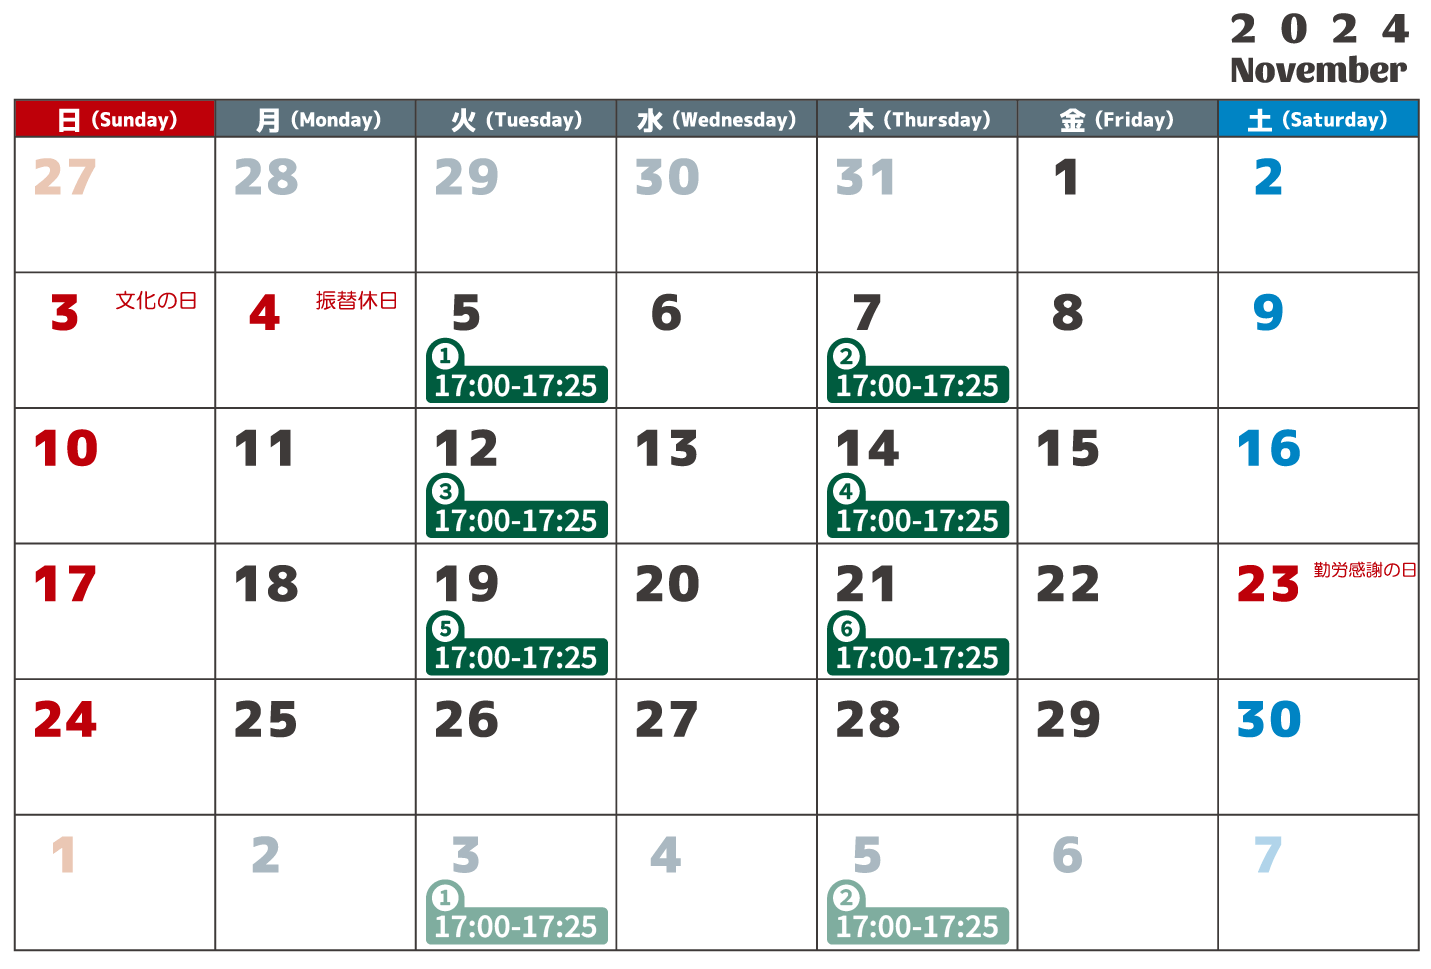 2024
November
日 (Sunday) 月 (Monday) 火 (Tuesday) 水 (Wednesday) 木 (Thursday) 金 (Friday) 土 (Saturday)
27 28 29 30 31 1 2
3 文化の日 4 振替休日 5 6 7 8 9
1 2
17:00-17:25 17:00-17:25
10 11 12 13 14 15 16
3 4
17:00-17:25 17:00-17:25
17 18 19 20 21 22 23 勤労感謝の日
5 6
17:00-17:25 17:00-17:25
24 25 26 27 28 29 30
1 2 3 4 5 6 7
1 2
17:00-17:25 17:00-17:25